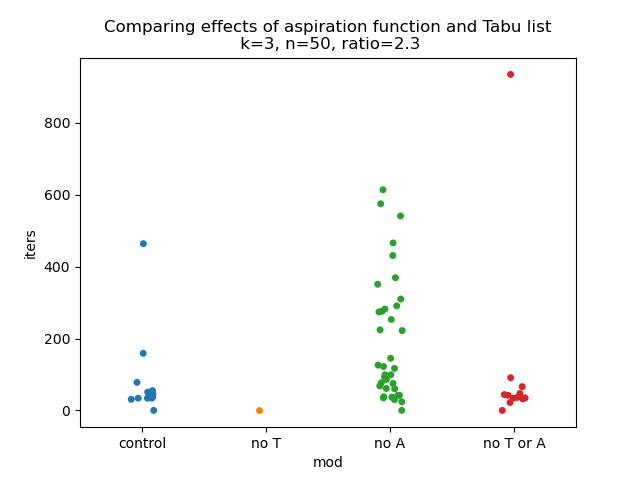 Comparing effects of aspiration function and Tabu list
k=3, n=50, ratio=2.3
800
600
400
200
0
iters
control
no T
no A
no T or A
mod